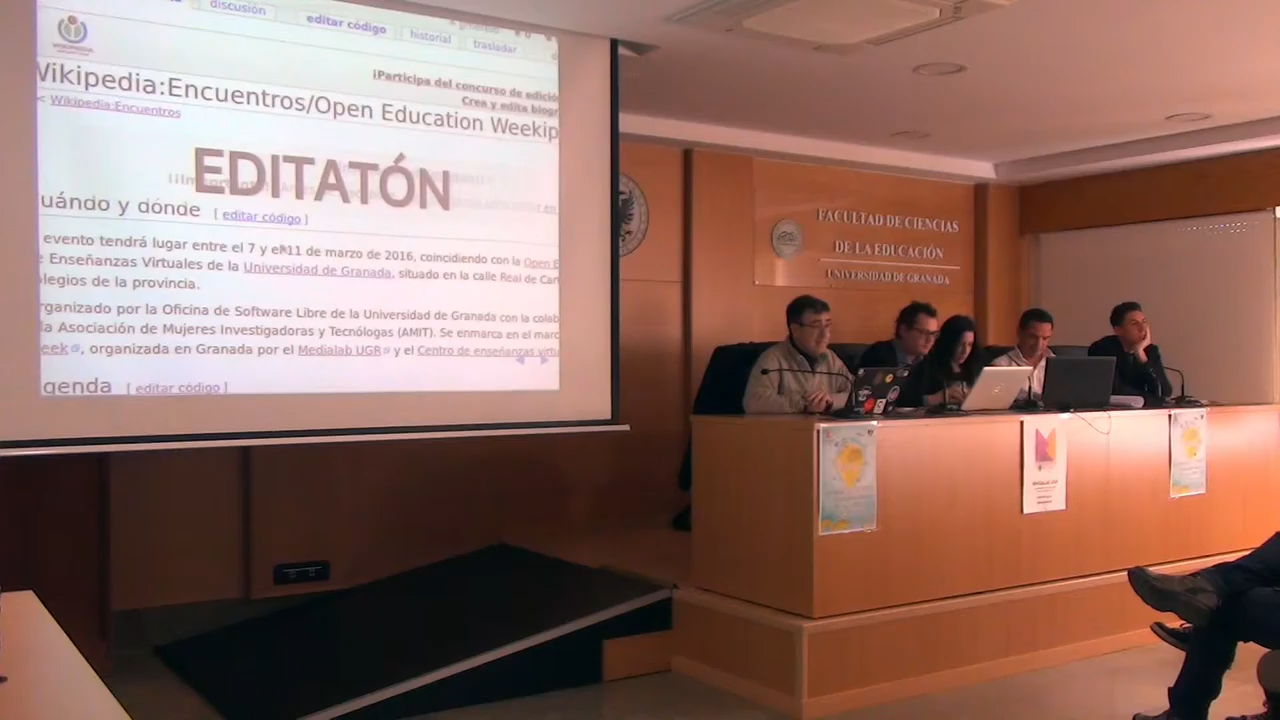 discusión
editar código
historial
trasladar
WIKIPEDIA
Wikipedia:Encuentros/Open Education Weekip
¡Participa del concurso de edició
Crea y edita biogr
< Wikipedia:Encuentros
EDITATÓN
uándo y dónde [ editar código ]
evento tendrá lugar entre el 7 y el 11 de marzo de 2016, coincidiendo con la Open E
e Enseñanzas Virtuales de la Universidad de Granada, situado en la calle Real de Car
legios de la provincia.
rganizado por la Oficina de Software Libre de la Universidad de Granada con la colab
la Asociación de Mujeres Investigadoras y Tecnólogas (AMIT). Se enmarca en el marc
eek, organizada en Granada por el Medialab UGR y el Centro de enseñanzas virtu
genda [ editar código ]
FACULTAD DE CIENCIAS
DE LA EDUCACIÓN
UNIVERSIDAD DE GRANADA
MEDIALAB UGR